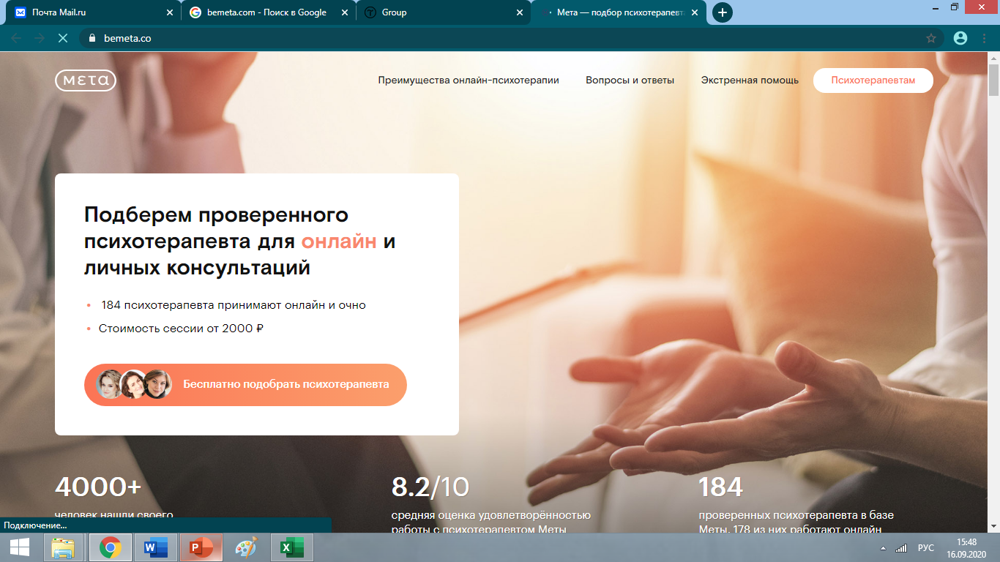 Почта Mail.ru
bemeta.com - Поиск в Google
Group
Мета — подбор психотерапевт
bemeta.co
мета
Преимущества онлайн-психотерапии
Вопросы и ответы
Экстренная помощь
Психотерапевтам
Подберем проверенного
психотерапевта для онлайн и
личных консультаций
• 184 психотерапевта принимают онлайн и очно
• Стоимость сессии от 2000 ₽
Бесплатно подобрать психотерапевта
4000+
человек нашли своего
8.2/10
средняя оценка удовлетворённостью
работы с психотерапевтом Меты
184
проверенных психотерапевта в базе
Меты, 178 из них работают онлайн
Подключение...
РУС
15:48
16.09.2020